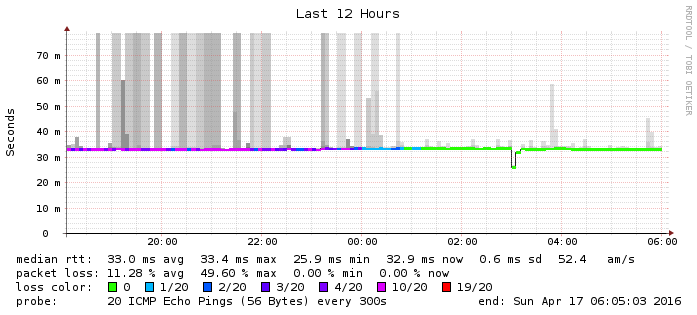 Last 12 Hours
RRDTOOL / TOBI OETIKER
Seconds
70 m
60 m
50 m
40 m
30 m
20 m
10 m
0
20:00 22:00 00:00 02:00 04:00 06:00
median rtt: 33.0 ms avg 33.4 ms max 25.9 ms min 32.9 ms now 0.6 ms sd 52.4 am/s
packet loss: 11.28 % avg 49.60 % max 0.00 % min 0.00 % now
loss color: 0 1/20 2/20 3/20 4/20 10/20 19/20
probe: 20 ICMP Echo Pings (56 Bytes) every 300s end: Sun Apr 17 06:05:03 2016